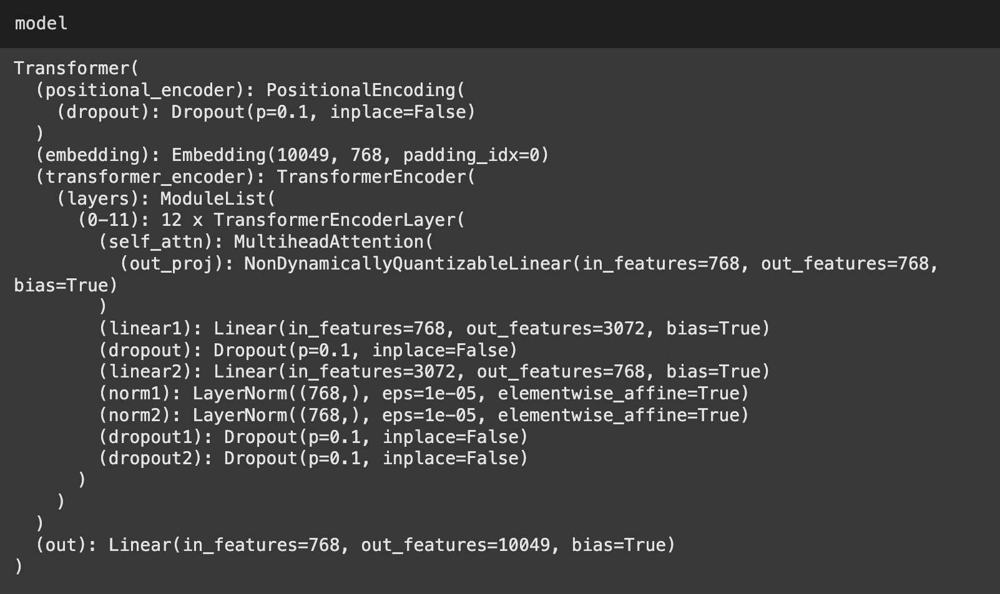 model
Transformer(
  (positional_encoder): PositionalEncoding(
    (dropout): Dropout(p=0.1, inplace=False)
  )
  (embedding): Embedding(10049, 768, padding_idx=0)
  (transformer_encoder): TransformerEncoder(
    (layers): ModuleList(
      (0-11): 12 x TransformerEncoderLayer(
        (self_attn): MultiheadAttention(
          (out_proj): NonDynamicallyQuantizableLinear(in_features=768, out_features=768,
bias=True)
        )
        (linear1): Linear(in_features=768, out_features=3072, bias=True)
        (dropout): Dropout(p=0.1, inplace=False)
        (linear2): Linear(in_features=3072, out_features=768, bias=True)
        (norm1): LayerNorm((768,), eps=1e-05, elementwise_affine=True)
        (norm2): LayerNorm((768,), eps=1e-05, elementwise_affine=True)
        (dropout1): Dropout(p=0.1, inplace=False)
        (dropout2): Dropout(p=0.1, inplace=False)
      )
    )
  )
  (out): Linear(in_features=768, out_features=10049, bias=True)
)